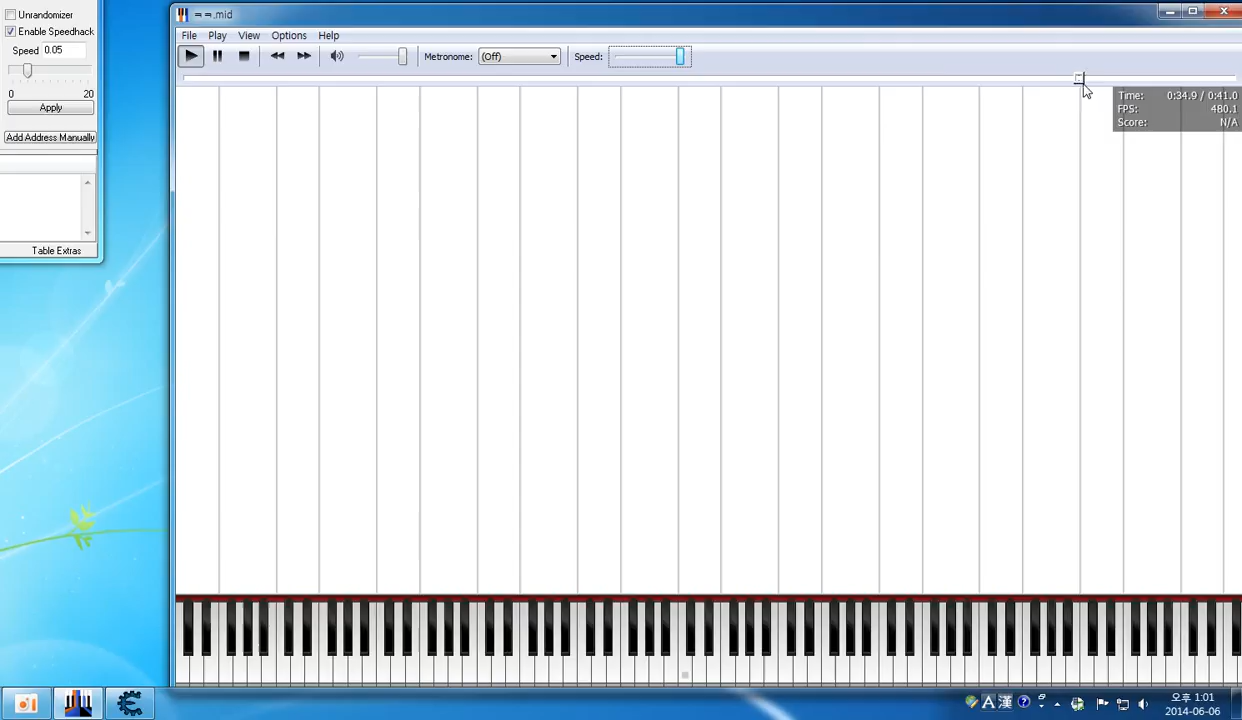 Unrandomizer
Enable Speedhack
Speed 0.05
0 20
Apply
Add Address Manually
Table Extras
= =.mid
File Play View Options Help
Metronome: (Off) Speed:
Time: 0:34.9 / 0:41.0
FPS: 480.1
Score: N/A
A 漢
오후 1:01
2014-06-06